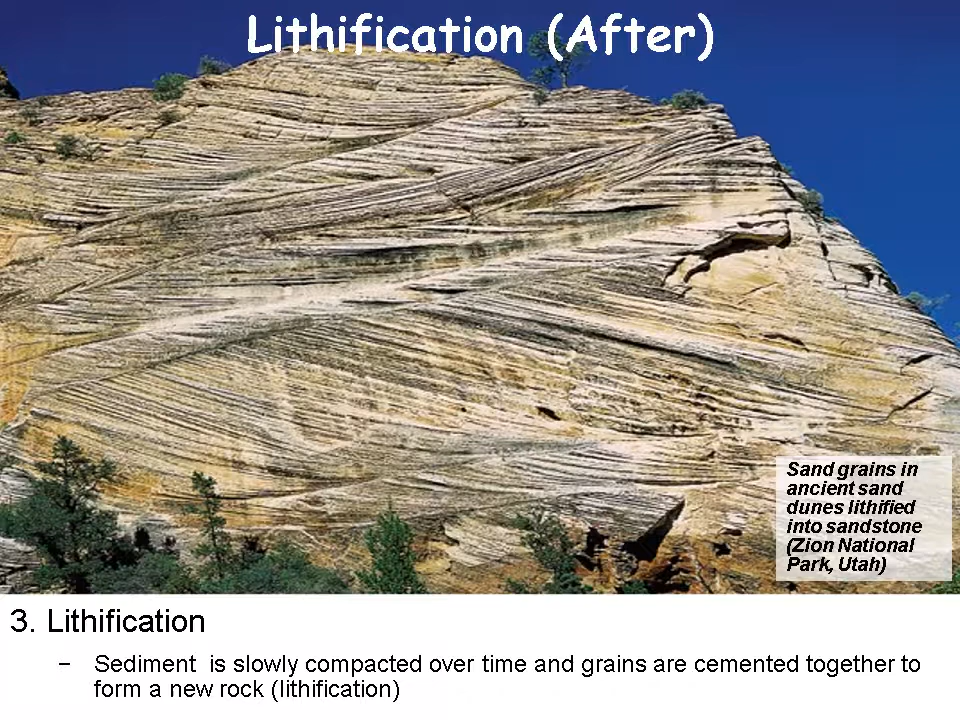 Lithification (After)
Sand grains in
ancient sand
dunes lithified
into sandstone
(Zion National
Park, Utah)
3. Lithification
– Sediment  is slowly compacted over time and grains are cemented together to
form a new rock (lithification)